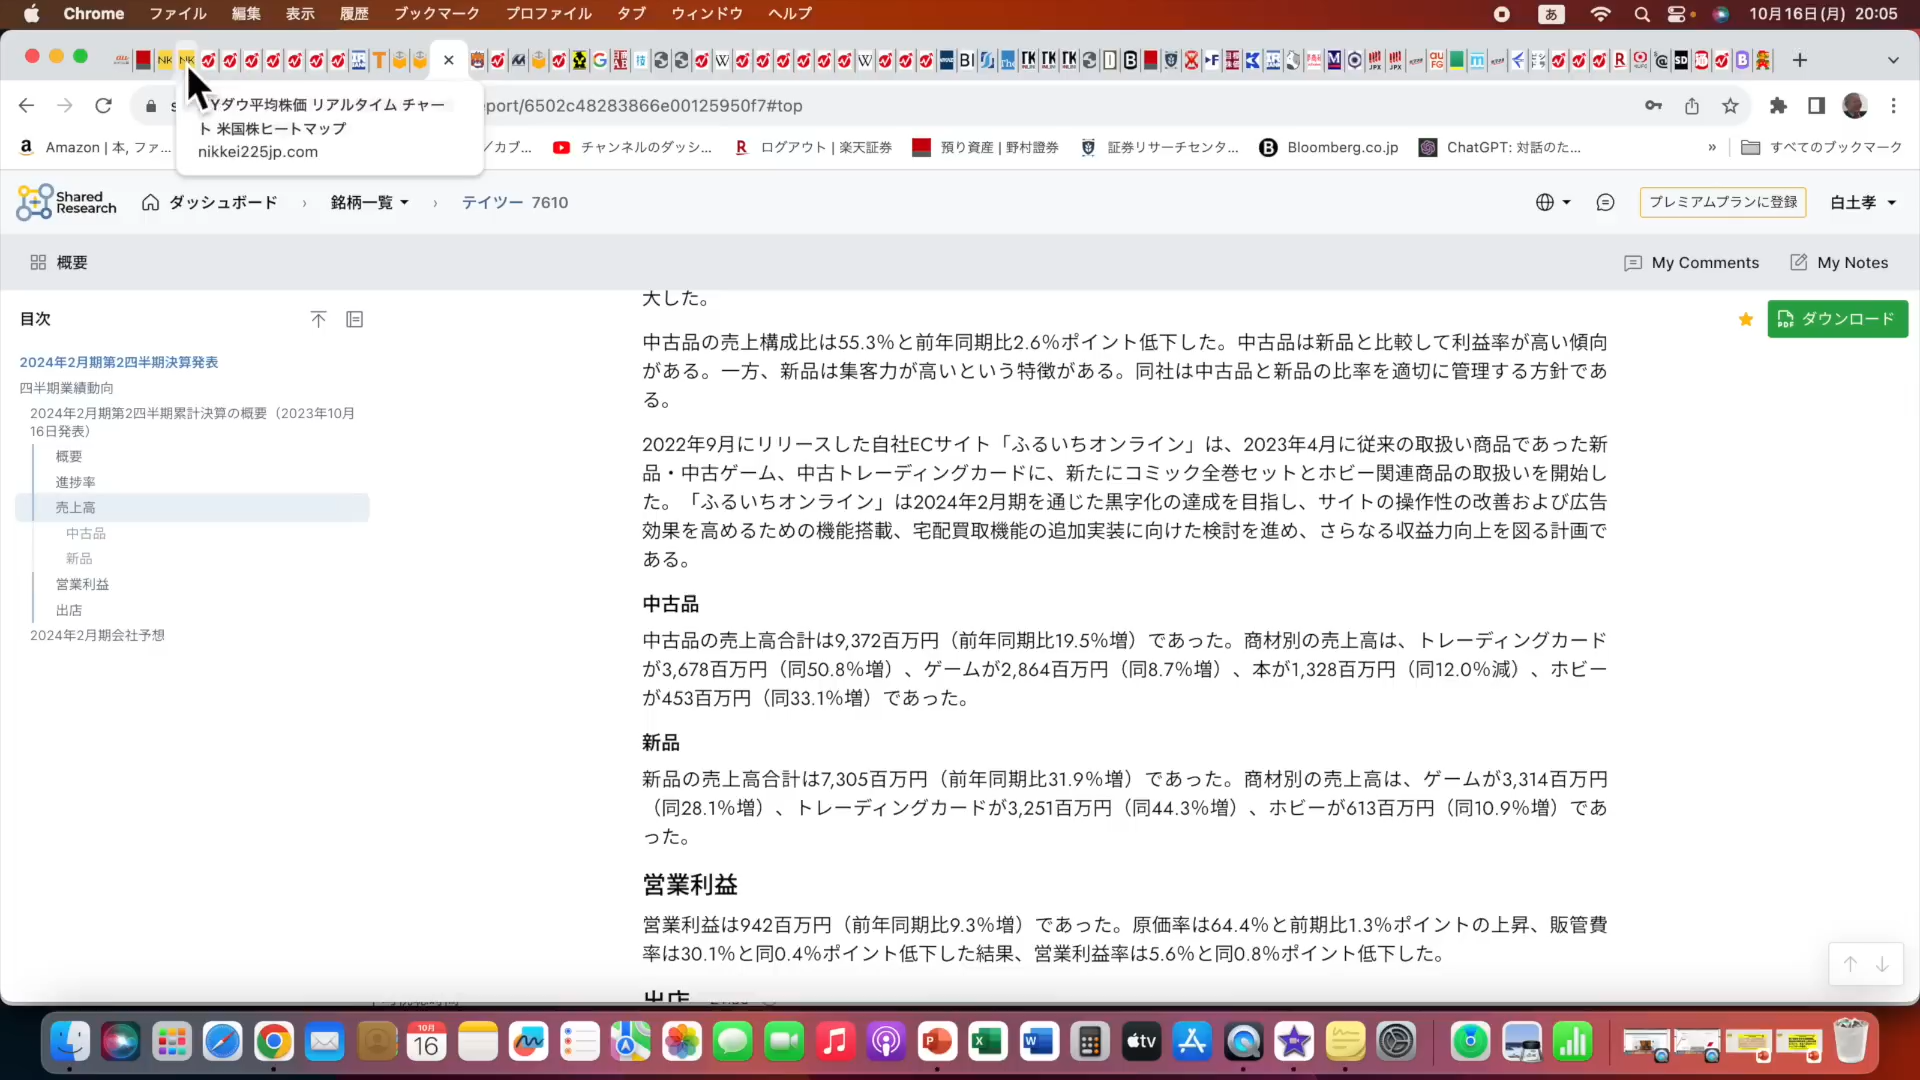 Chrome ファイル 編集 表示 履歴 ブックマーク プロファイル タブ ウィンドウ ヘルプ
あ
10月16日(月) 20:05
eport/6502c48283866e00125950f7#top
Yダウ平均株価 リアルタイム チャー
ト 米国株ヒートマップ
nikkei225jp.com
Amazon | 本, ファ...
／カブ...
チャンネルのダッシ...
ログアウト | 楽天証券
預り資産 | 野村證券
証券リサーチセンタ...
Bloomberg.co.jp
ChatGPT: 対話のた...
»
すべてのブックマーク
Shared
Research
ダッシュボード › 銘柄一覧 › テイツー 7610
プレミアムプランに登録
白土孝
概要
My Comments
My Notes
目次
2024年2月期第2四半期決算発表
四半期業績動向
2024年2月期第2四半期累計決算の概要（2023年10月
16日発表）
概要
進捗率
売上高
中古品
新品
営業利益
出店
2024年2月期会社予想
PDF ダウンロード
大した。
中古品の売上構成比は55.3%と前年同期比2.6%ポイント低下した。中古品は新品と比較して利益率が高い傾向
がある。一方、新品は集客力が高いという特徴がある。同社は中古品と新品の比率を適切に管理する方針であ
る。
2022年9月にリリースした自社ECサイト「ふるいちオンライン」は、2023年4月に従来の取扱い商品であった新
品・中古ゲーム、中古トレーディングカードに、新たにコミック全巻セットとホビー関連商品の取扱いを開始し
た。「ふるいちオンライン」は2024年2月期を通じた黒字化の達成を目指し、サイトの操作性の改善および広告
効果を高めるための機能搭載、宅配買取機能の追加実装に向けた検討を進め、さらなる収益力向上を図る計画で
ある。
中古品
中古品の売上高合計は9,372百万円（前年同期比19.5%増）であった。商材別の売上高は、トレーディングカード
が3,678百万円（同50.8%増）、ゲームが2,864百万円（同8.7%増）、本が1,328百万円（同12.0%減）、ホビー
が453百万円（同33.1%増）であった。
新品
新品の売上高合計は7,305百万円（前年同期比31.9%増）であった。商材別の売上高は、ゲームが3,314百万円
（同28.1%増）、トレーディングカードが3,251百万円（同44.3%増）、ホビーが613百万円（同10.9%増）であ
った。
営業利益
営業利益は942百万円（前年同期比9.3%増）であった。原価率は64.4%と前期比1.3%ポイントの上昇、販管費
率は30.1%と同0.4%ポイント低下した結果、営業利益率は5.6%と同0.8%ポイント低下した。
出店
10月
16
tv